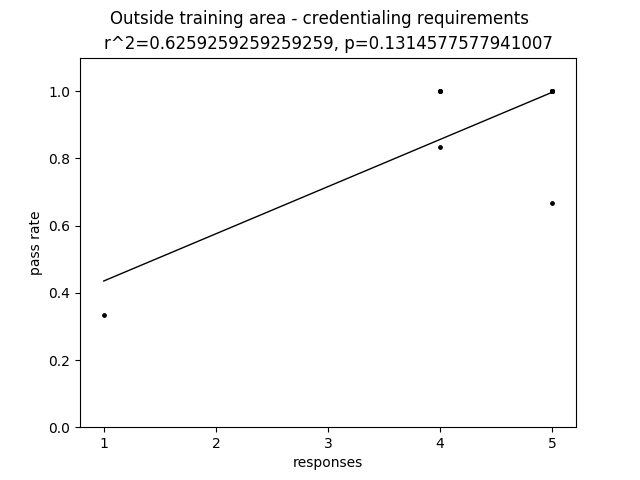 Outside training area - credentialing requirements
r^2=0.6259259259259259, p=0.1314577577941007
1.0
0.8
0.6
0.4
0.2
0.0
pass rate
1 2 3 4 5
responses